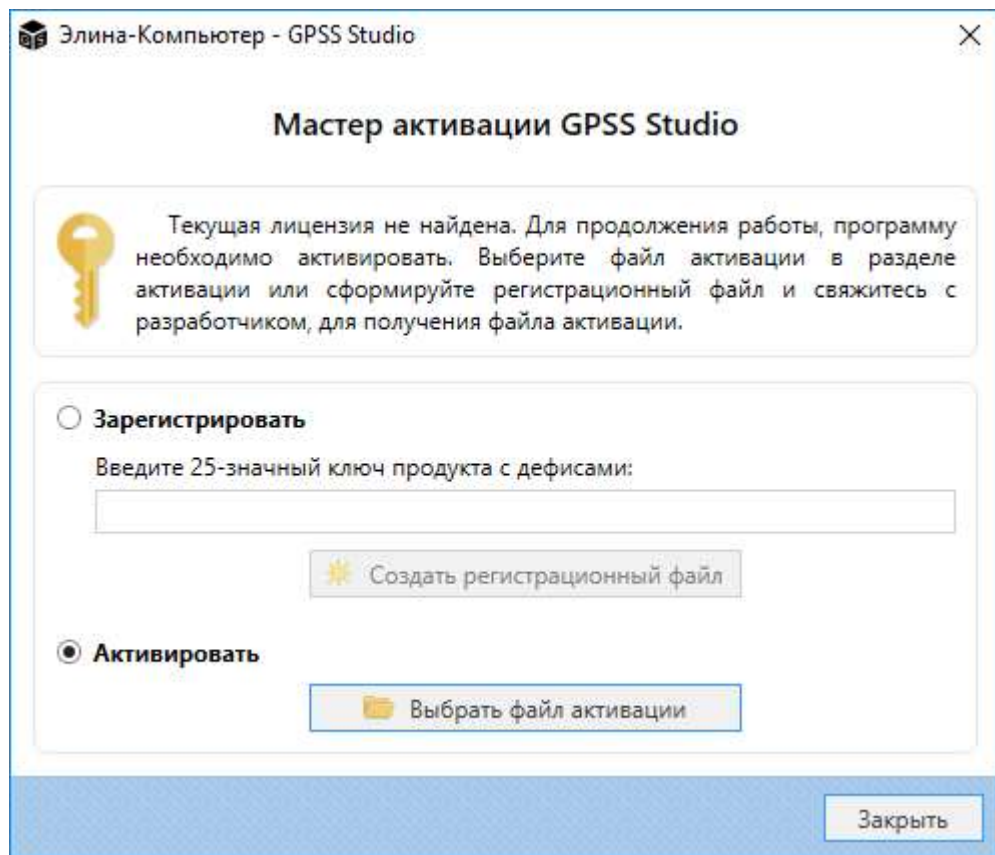 Элина-Компьютер - GPSS Studio
Мастер активации GPSS Studio
Текущая лицензия не найдена. Для продолжения работы, программу
необходимо активировать. Выберите файл активации в разделе
активации или сформируйте регистрационный файл и свяжитесь с
разработчиком, для получения файла активации.
Зарегистрировать
Введите 25-значный ключ продукта с дефисами:
Создать регистрационный файл
Активировать
Выбрать файл активации
Закрыть